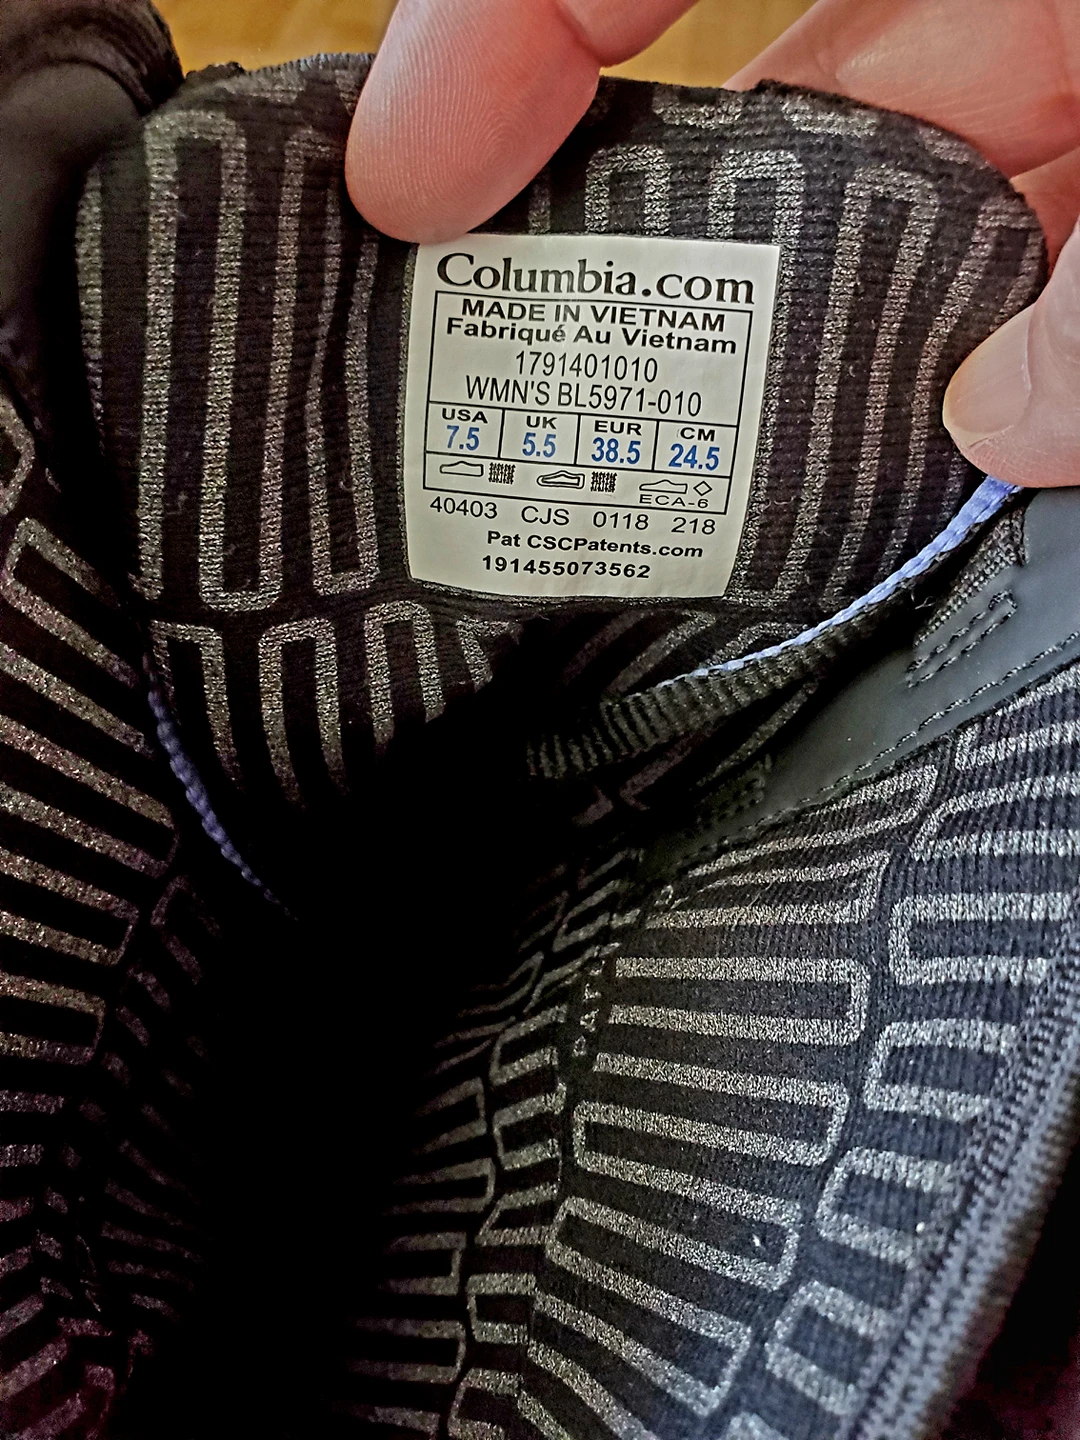 Columbia.com
MADE IN VIETNAM
Fabriqué Au Vietnam
1791401010
WMN'S BL5971-010
USA UK EUR CM
7.5 5.5 38.5 24.5
ECA-6
40403 CJS 0118 218
Pat CSCPatents.com
191455073562